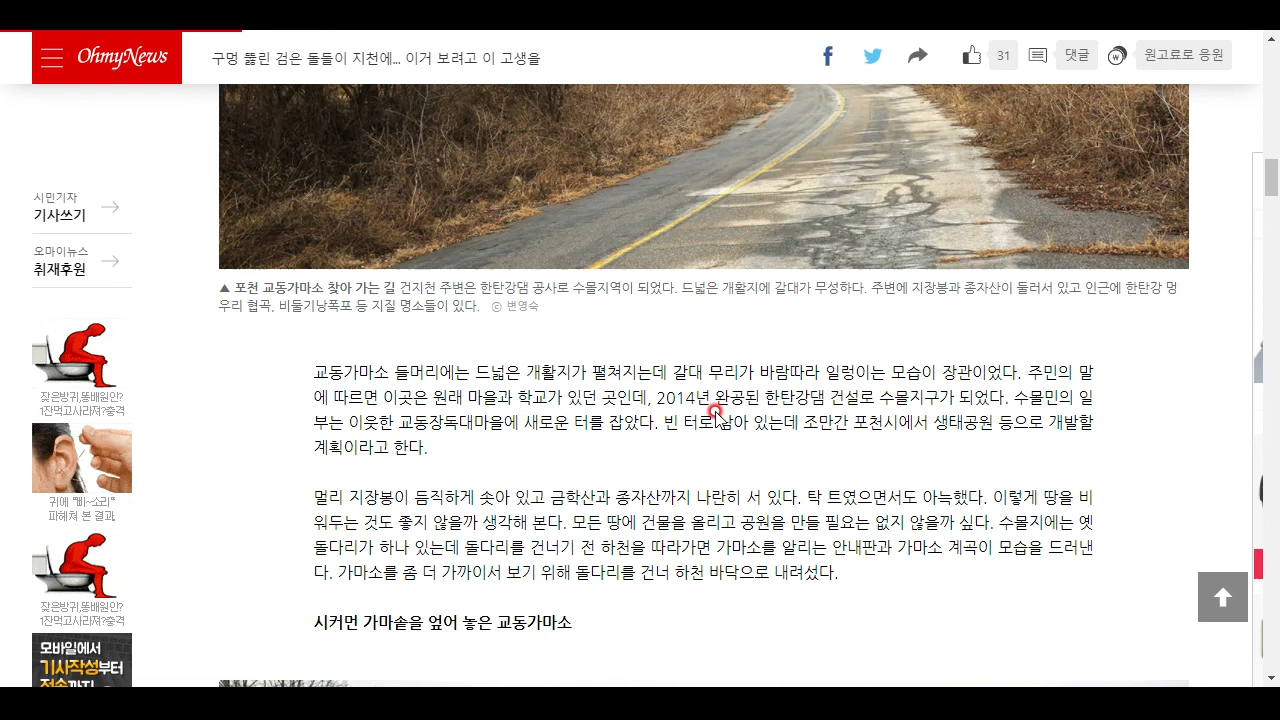 OhmyNews
구멍 뚫린 검은 돌들이 지천에... 이거 보려고 이 고생을
31
댓글
원고료로 응원
시민기자
기사쓰기
오마이뉴스
취재후원
▲ 포천 교동가마소 찾아 가는 길 건지천 주변은 한탄강댐 공사로 수몰지역이 되었다. 드넓은 개활지에 갈대가 무성하다. 주변에 지장봉과 종자산이 둘러서 있고 인근에 한탄강 멍
우리 협곡, 비둘기낭폭포 등 지질 명소들이 있다. ⓒ 변영숙
잦은방귀,똥배원인?
1잔먹고사라져?충격
귀에 "삐~소리"
파헤쳐 본 결과.
잦은방귀,똥배원인?
1잔먹고사라져?충격
모바일에서
기사작성부터
전송까지
교동가마소 들머리에는 드넓은 개활지가 펼쳐지는데 갈대 무리가 바람따라 일렁이는 모습이 장관이었다. 주민의 말
에 따르면 이곳은 원래 마을과 학교가 있던 곳인데, 2014년 완공된 한탄강댐 건설로 수몰지구가 되었다. 수몰민의 일
부는 이웃한 교동장독대마을에 새로운 터를 잡았다. 빈 터로 남아 있는데 조만간 포천시에서 생태공원 등으로 개발할
계획이라고 한다.
멀리 지장봉이 듬직하게 솟아 있고 금학산과 종자산까지 나란히 서 있다. 탁 트였으면서도 아늑했다. 이렇게 땅을 비
워두는 것도 좋지 않을까 생각해 본다. 모든 땅에 건물을 올리고 공원을 만들 필요는 없지 않을까 싶다. 수몰지에는 옛
돌다리가 하나 있는데 돌다리를 건너기 전 하천을 따라가면 가마소를 알리는 안내판과 가마소 계곡이 모습을 드러낸
다. 가마소를 좀 더 가까이서 보기 위해 돌다리를 건너 하천 바닥으로 내려섰다.
시커먼 가마솥을 엎어 놓은 교동가마소